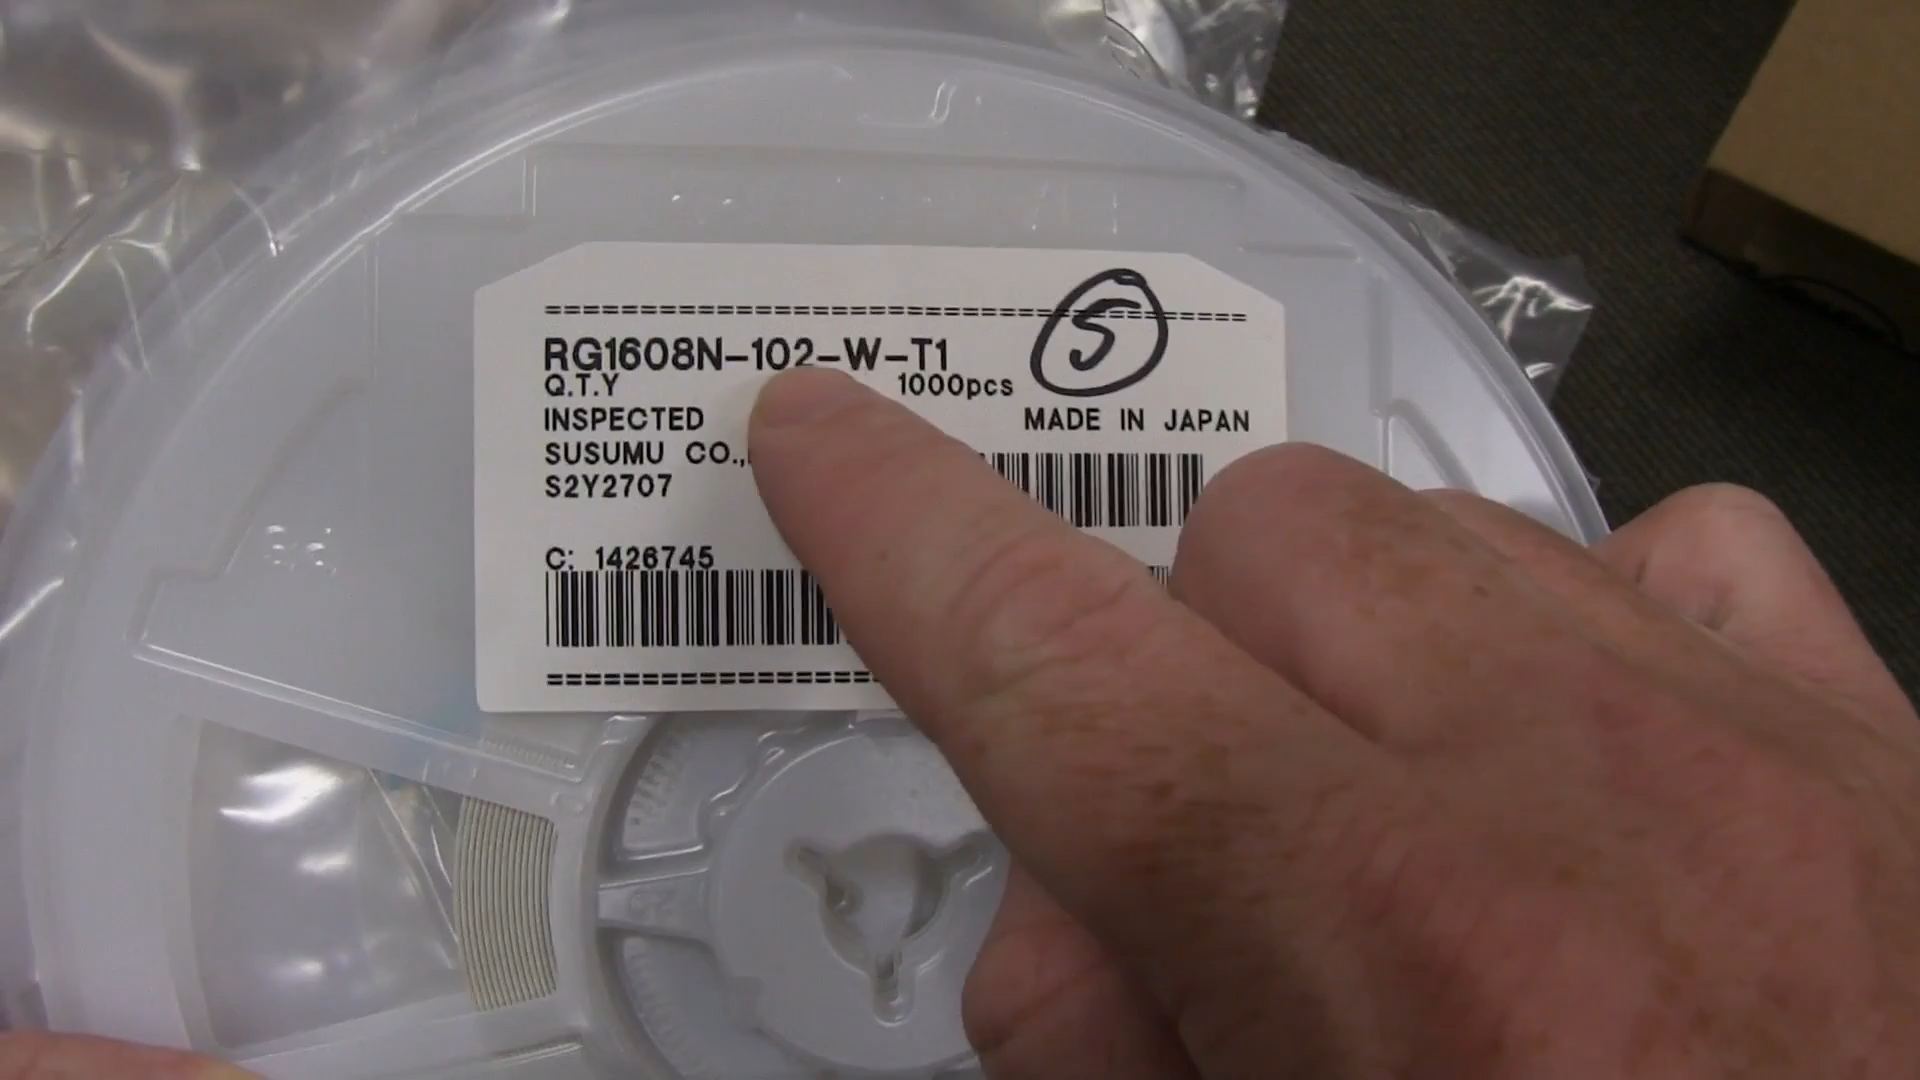 ================================
RG1608N-102-W-T1
Q.T.Y 1000pcs
5
INSPECTED MADE IN JAPAN
SUSUMU CO.,
S2Y2707
C: 1426745